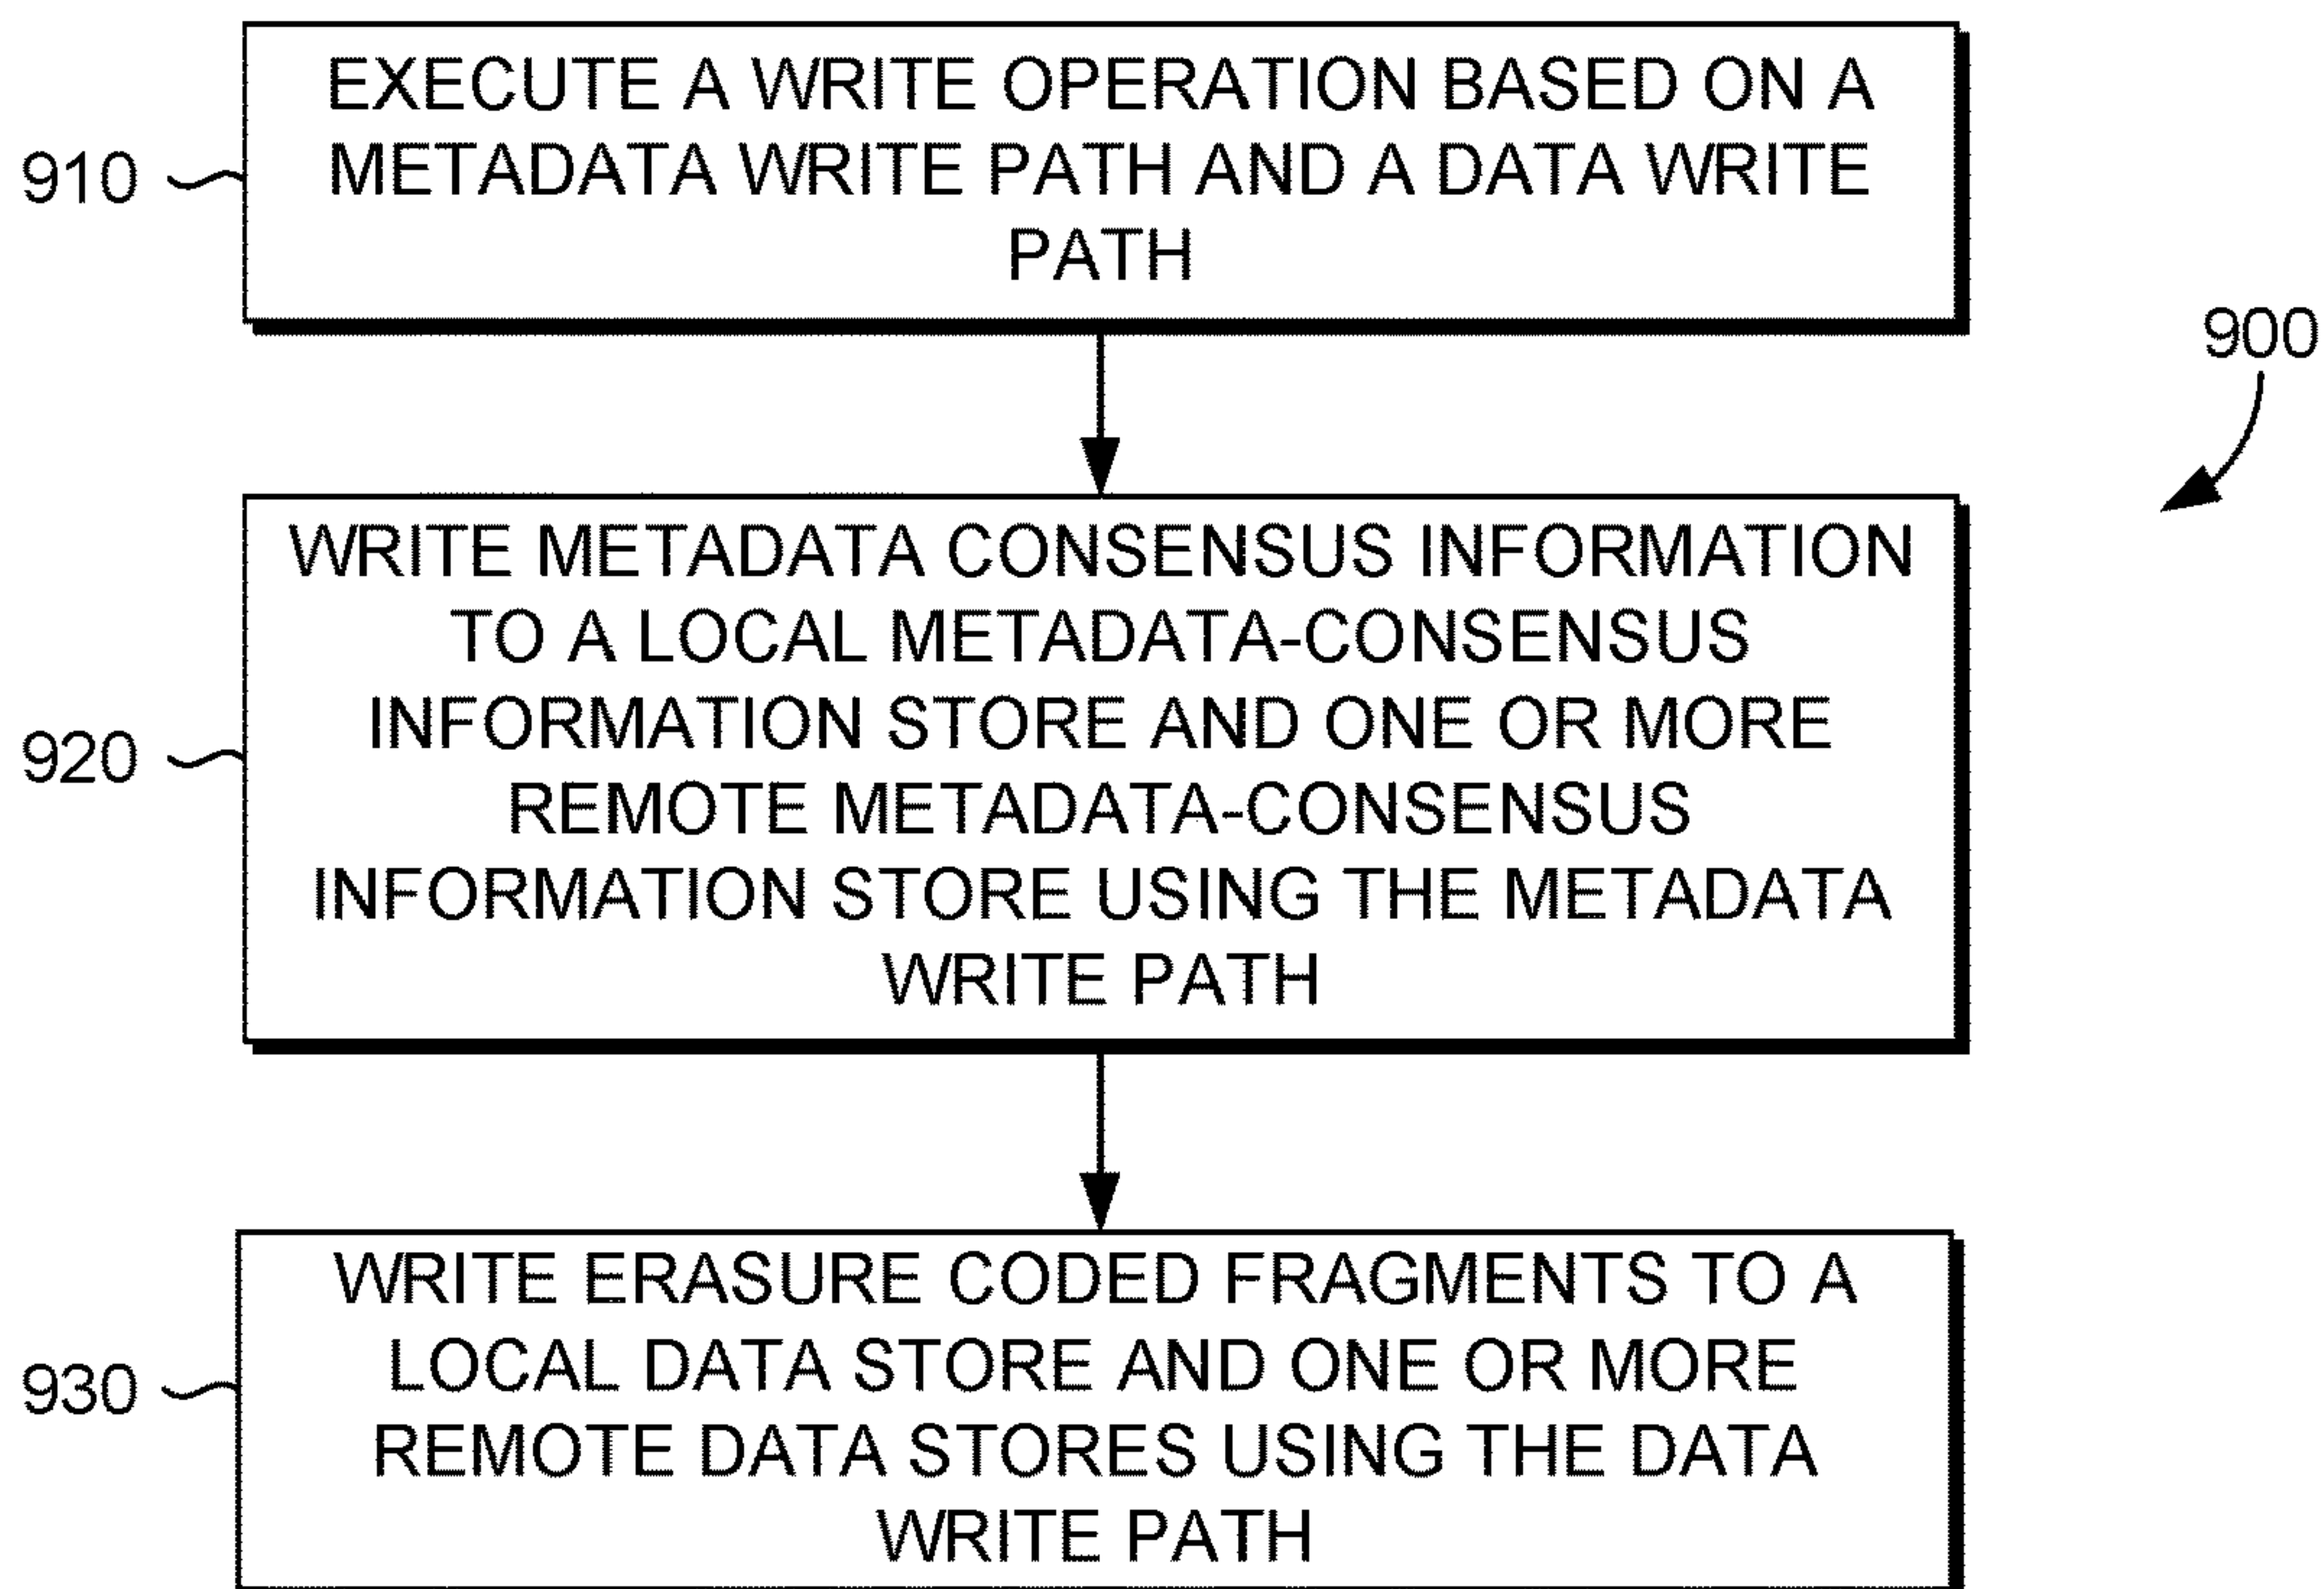 EXECUTE A WRITE OPERATION BASED ON A
METADATA WRITE PATH AND A DATA WRITE
PATH
910
900
WRITE METADATA CONSENSUS INFORMATION
TO A LOCAL METADATA-CONSENSUS
INFORMATION STORE AND ONE OR MORE
REMOTE METADATA-CONSENSUS
INFORMATION STORE USING THE METADATA
WRITE PATH
920
WRITE ERASURE CODED FRAGMENTS TO A
LOCAL DATA STORE AND ONE OR MORE
REMOTE DATA STORES USING THE DATA
WRITE PATH
930